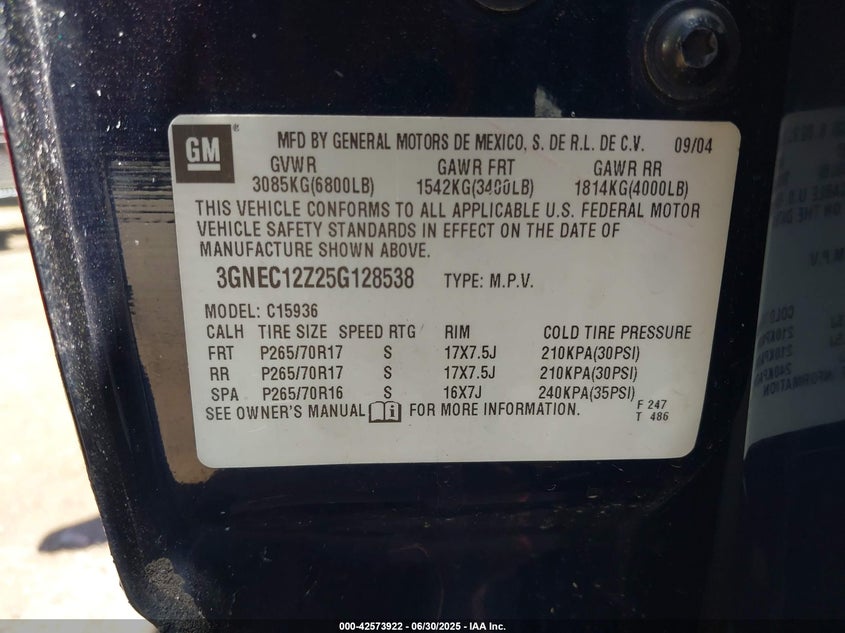 GM
MFD BY GENERAL MOTORS DE MEXICO, S. DE R.L. DE C.V. 09/04
GVWR GAWR FRT GAWR RR
3085KG(6800LB) 1542KG(3400LB) 1814KG(4000LB)
THIS VEHICLE CONFORMS TO ALL APPLICABLE U.S. FEDERAL MOTOR
VEHICLE SAFETY STANDARDS IN EFFECT ON THE DATE OF
MANUFACTURE SHOWN ABOVE.
3GNEC12Z25G128538 TYPE: M.P.V.
MODEL: C15936
CALH TIRE SIZE SPEED RTG RIM COLD TIRE PRESSURE
FRT P265/70R17 S 17X7.5J 210KPA(30PSI)
RR P265/70R17 S 17X7.5J 210KPA(30PSI)
SPA P265/70R16 S 16X7J 240KPA(35PSI)
SEE OWNER'S MANUAL FOR MORE INFORMATION.
F 247
T 486
000-42573922 - 06/30/2025 - IAA Inc.